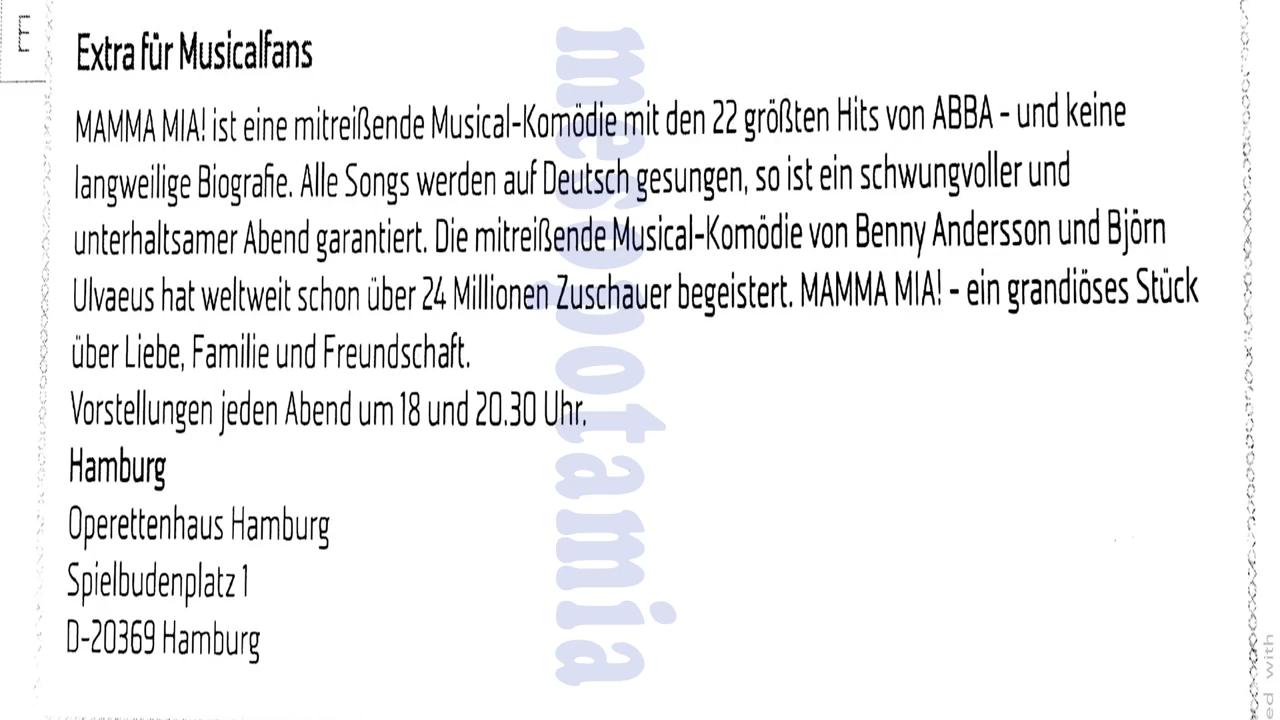 E
Extra für Musicalfans
MAMMA MIA! ist eine mitreißende Musical-Komödie mit den 22 größten Hits von ABBA - und keine
langweilige Biografie. Alle Songs werden auf Deutsch gesungen, so ist ein schwungvoller und
unterhaltsamer Abend garantiert. Die mitreißende Musical-Komödie von Benny Andersson und Björn
Ulvaeus hat weltweit schon über 24 Millionen Zuschauer begeistert. MAMMA MIA! - ein grandiöses Stück
über Liebe, Familie und Freundschaft.
Vorstellungen jeden Abend um 18 und 20.30 Uhr.
Hamburg
Operettenhaus Hamburg
Spielbudenplatz 1
D-20369 Hamburg
mesopotamia
ed with